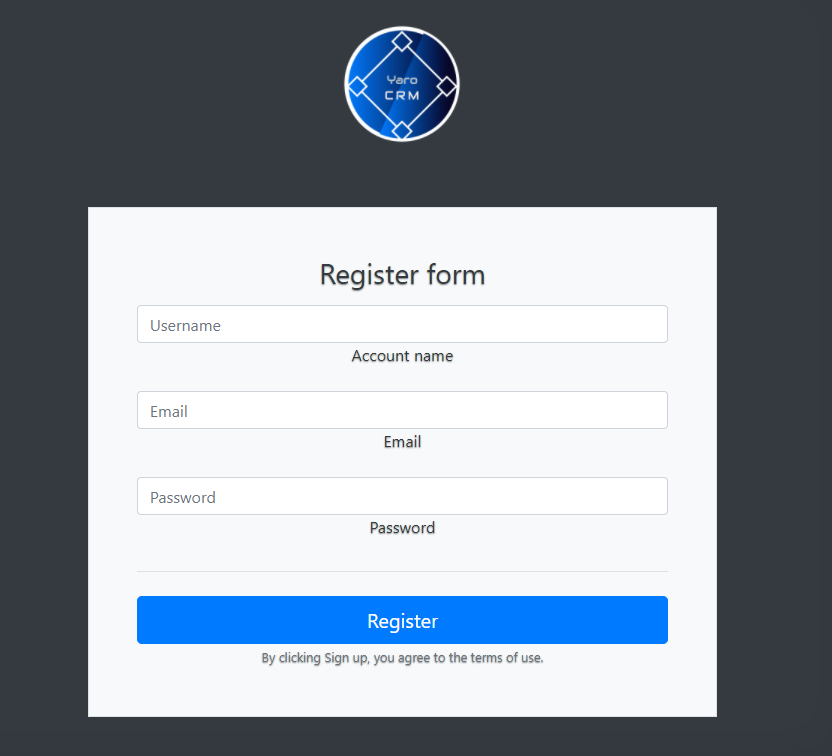 Yaro
CRM
Register form
Username
Account name
Email
Email
Password
Password
Register
By clicking Sign up, you agree to the terms of use.